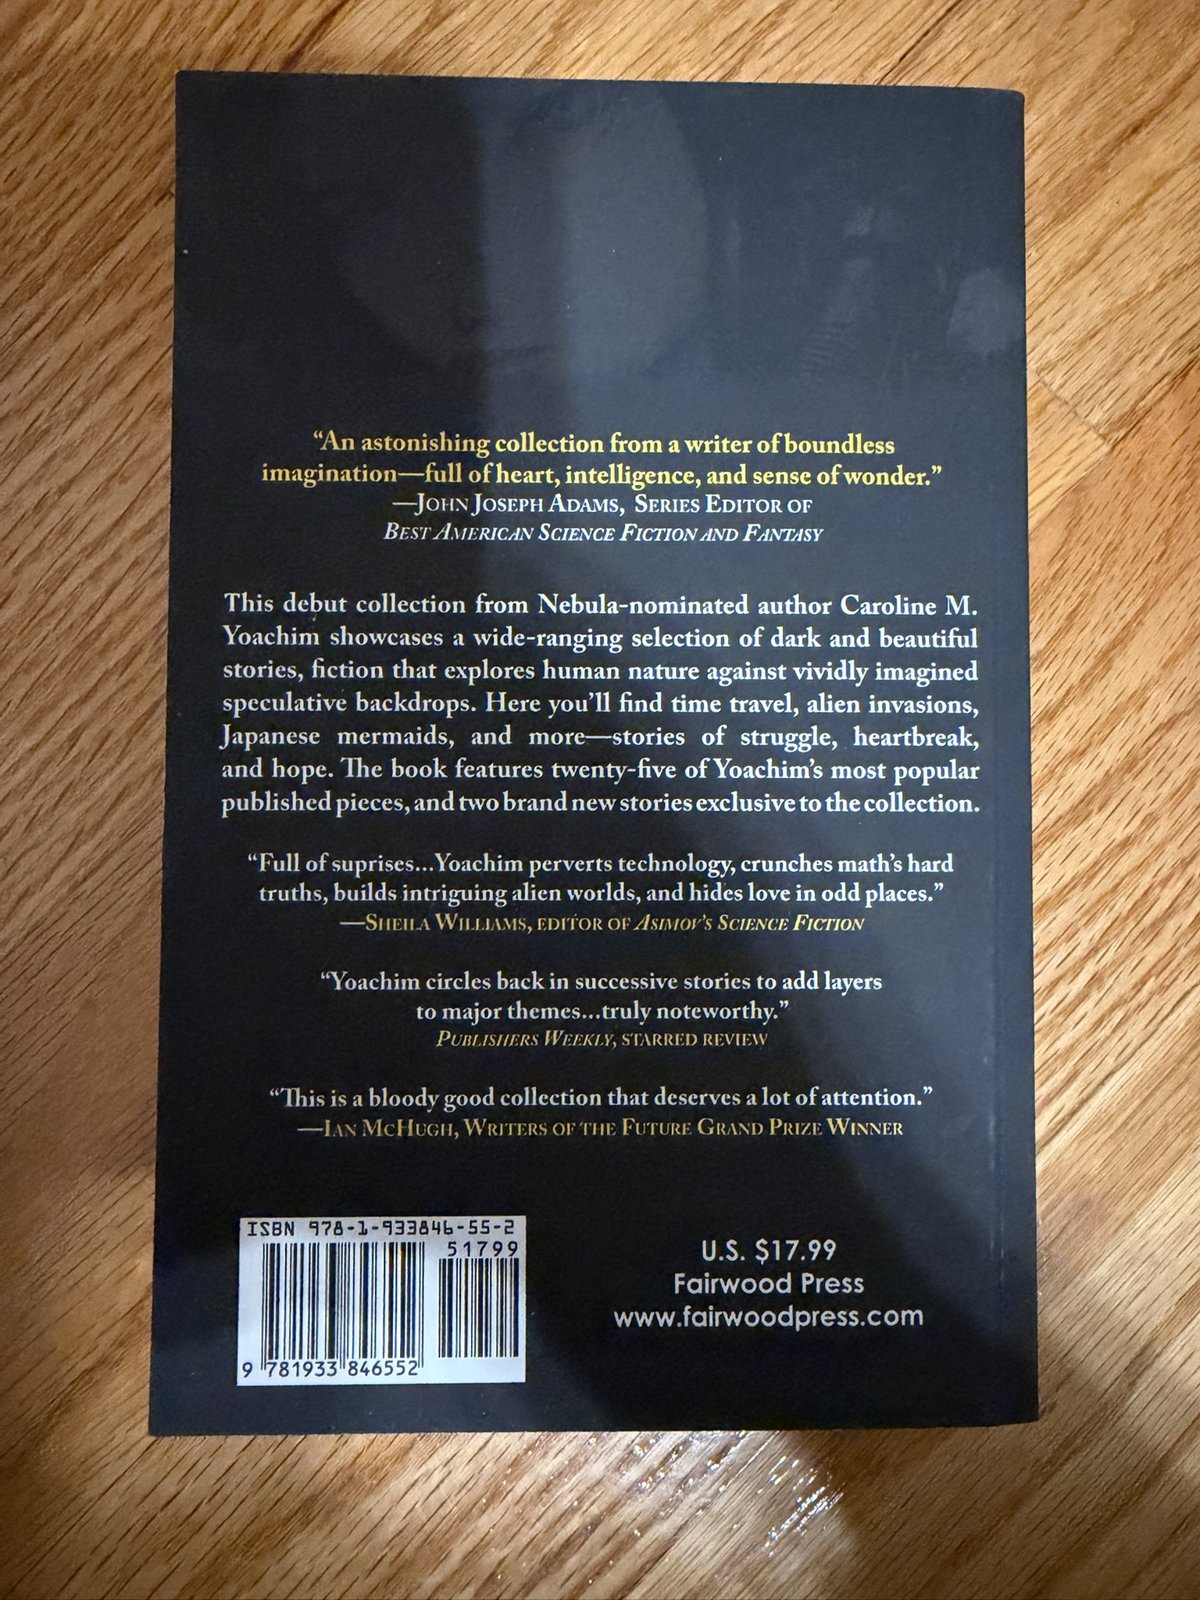 “An astonishing collection from a writer of boundless
imagination—full of heart, intelligence, and sense of wonder.”
—John Joseph Adams, Series Editor of
Best American Science Fiction and Fantasy
This debut collection from Nebula-nominated author Caroline M.
Yoachim showcases a wide-ranging selection of dark and beautiful
stories, fiction that explores human nature against vividly imagined
speculative backdrops. Here you’ll find time travel, alien invasions,
Japanese mermaids, and more—stories of struggle, heartbreak,
and hope. The book features twenty-five of Yoachim’s most popular
published pieces, and two brand new stories exclusive to the collection.
“Full of suprises...Yoachim perverts technology, crunches math’s hard
truths, builds intriguing alien worlds, and hides love in odd places.”
—Sheila Williams, editor of Asimov’s Science Fiction
“Yoachim circles back in successive stories to add layers
to major themes...truly noteworthy.”
Publishers Weekly, starred review
“This is a bloody good collection that deserves a lot of attention.”
—Ian McHugh, Writers of the Future Grand Prize Winner
ISBN 978-1-933846-55-2
51799
9 781933 846552
U.S. $17.99
Fairwood Press
www.fairwoodpress.com